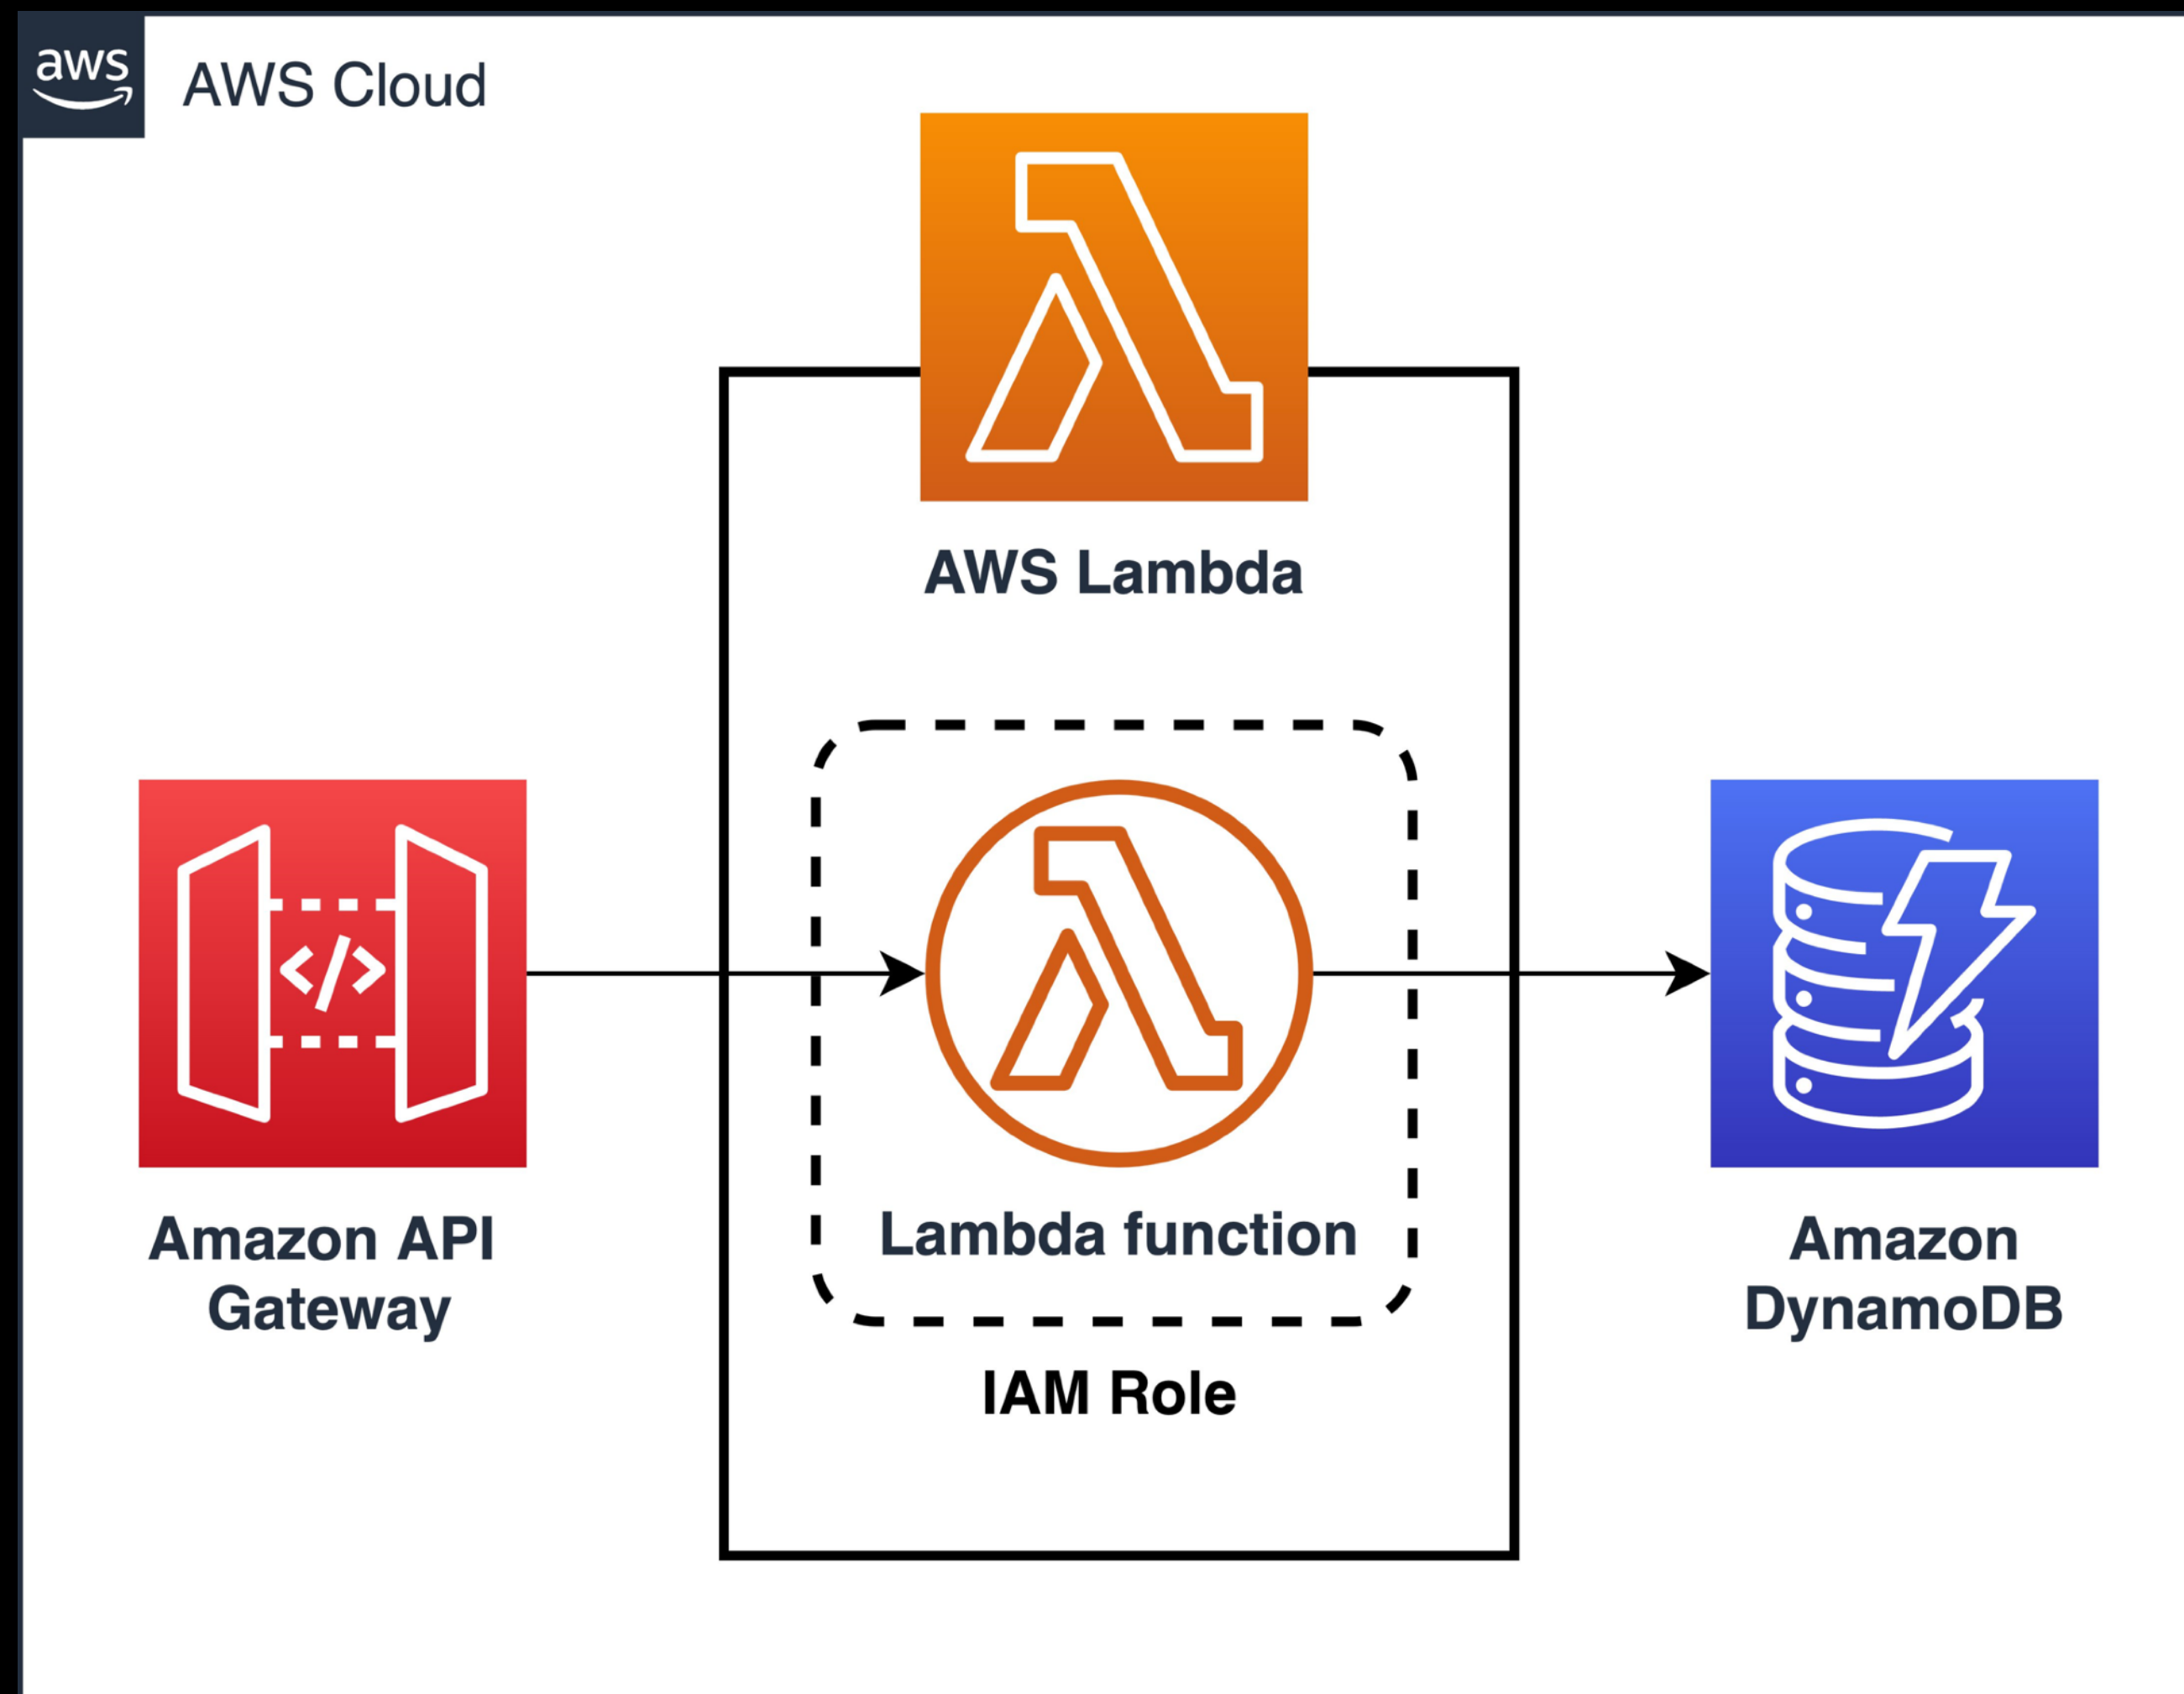 aws
AWS Cloud
AWS Lambda
</>
Lambda function
Amazon API
Gateway
Amazon
DynamoDB
IAM Role